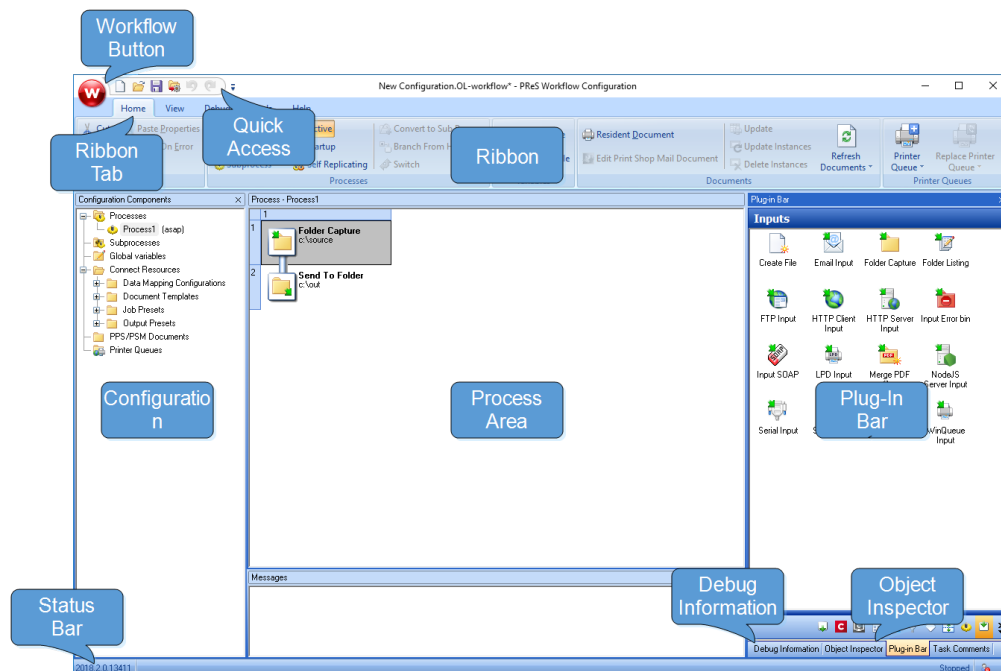 Workflow
Button
W
New Configuration.OL-workflow* - PReS Workflow Configuration
Home View Help
Quick
Access
Ribbon
Tab
Ribbon
Paste Properties
On Error
Convert to
Branch From
Switch
Self Replicating
Processes
Resident Document
Edit Print Shop Mail Document
Update
Update Instances
Delete Instances
Refresh
Documents
Documents
Printer
Queue
Replace Printer
Queue
Printer Queues
Configuration Components
Processes
Process1 (asap)
Subprocesses
Global variables
Connect Resources
Data Mapping Configurations
Document Templates
Job Presets
Output Presets
PPS/PSM Documents
Printer Queues
Configuratio
n
Process - Process1
1
1
Folder Capture
c:\source
2
Send To Folder
c:\out
Process
Area
Messages
Plug-in Bar
Inputs
Create File
Email Input
Folder Capture
Folder Listing
FTP Input
HTTP Client
Input
HTTP Server
Input
Input Error bin
Input SOAP
LPD Input
Merge PDF
NodeJS
Server Input
Serial Input
WinQueue
Input
Plug-In
Bar
Debug
Information
Object
Inspector
Debug Information Object Inspector Plug-in Bar Task Comments
Status
Bar
2018.2.0.13411
Stopped